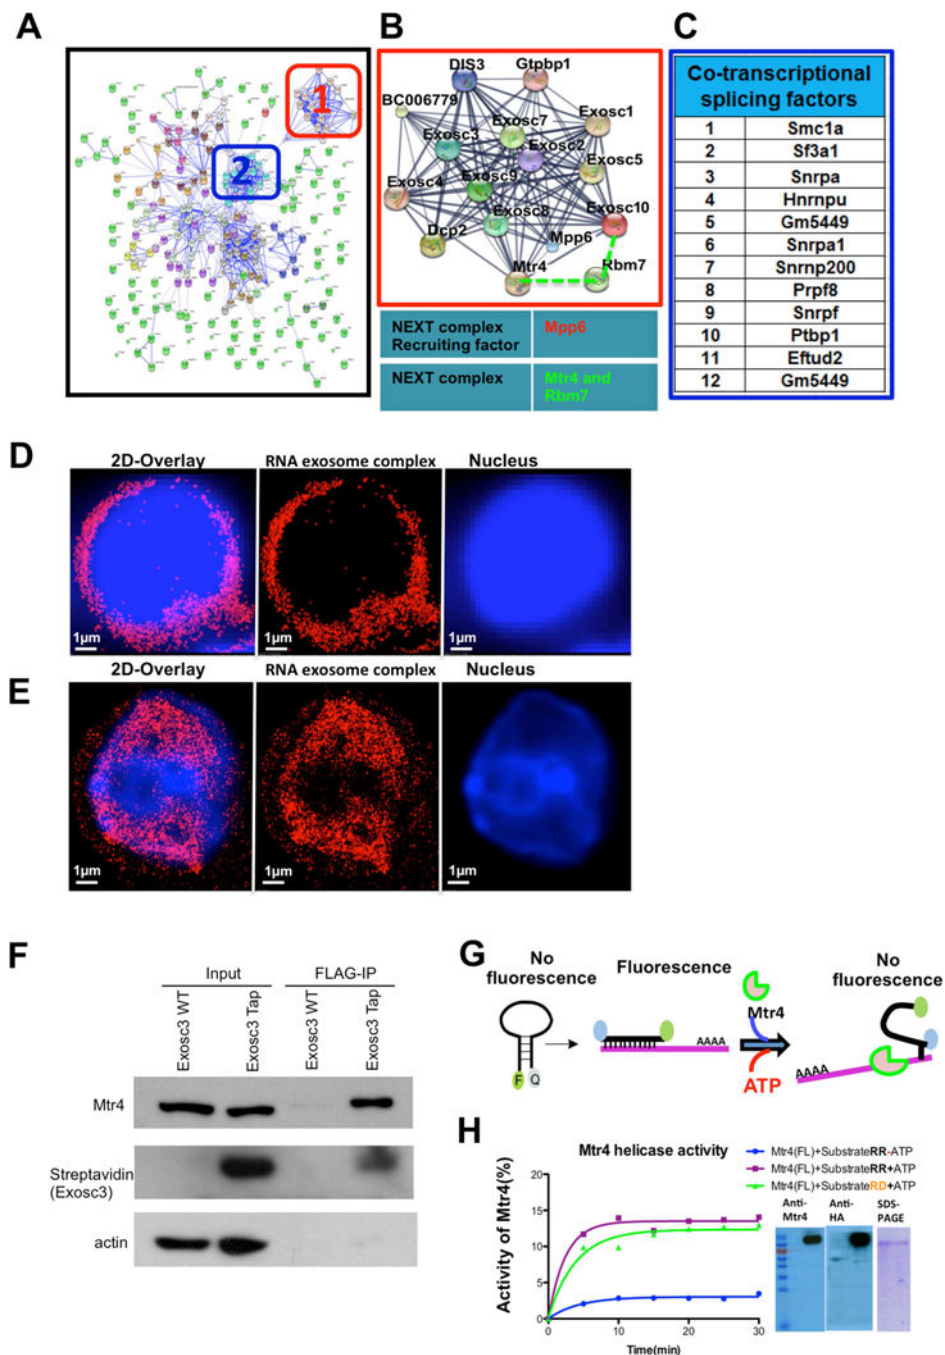 A
1
2
B
DIS3
Gtpbp1
BC006779
Exosc7
Exosc1
Exosc3
Exosc2
Exosc5
Exosc9
Exosc4
Exosc10
Exosc8
Dcp2
Mpp6
Mtr4
Rbm7
NEXT complex
Recruiting factor
Mpp6
NEXT complex
Mtr4 and
Rbm7
C
Co-transcriptional
splicing factors
1 Smc1a
2 Sf3a1
3 Snrpa
4 Hnrnpu
5 Gm5449
6 Snrpa1
7 Snrnp200
8 Prpf8
9 Snrpf
10 Ptbp1
11 Eftud2
12 Gm5449
D
2D-Overlay
RNA exosome complex
Nucleus
1µm
1µm
1µm
E
2D-Overlay
RNA exosome complex
Nucleus
1µm
1µm
1µm
F
Input
FLAG-IP
Exosc3 WT
Exosc3 Tap
Exosc3 WT
Exosc3 Tap
Mtr4
Streptavidin
(Exosc3)
actin
G
No
fluorescence
Fluorescence
No
fluorescence
F
Q
AAAA
Mtr4
ATP
AAAA
H
Mtr4 helicase activity
Mtr4(FL)+SubstrateRR-ATP
Mtr4(FL)+SubstrateRR+ATP
Mtr4(FL)+SubstrateRD+ATP
Activity of Mtr4(%)
20
15
10
5
0
0
10
20
30
Time(min)
Anti-
Mtr4
Anti-
HA
SDS-
PAGE